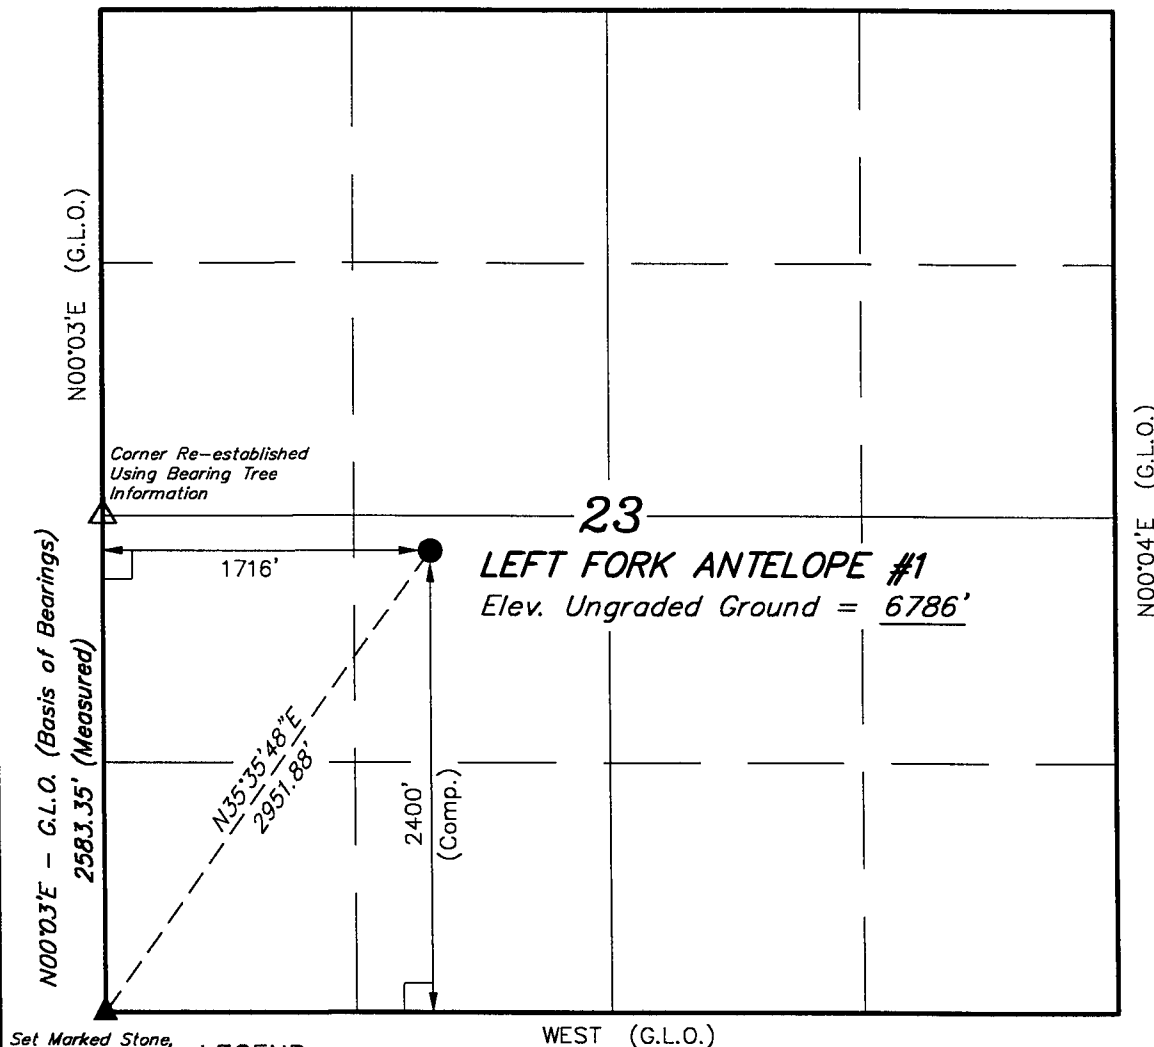 N00°03'E (G.L.O.)
Corner Re-established
Using Bearing Tree
Information
23
LEFT FORK ANTELOPE #1
Elev. Ungraded Ground = 6786'
1716'
N00°04'E (G.L.O.)
N00°03'E - G.L.O. (Basis of Bearings)
2583.35' (Measured)
N35°35'48"E
2951.88'
2400'
(Comp.)
WEST (G.L.O.)
Set Marked Stone,
LEGEND